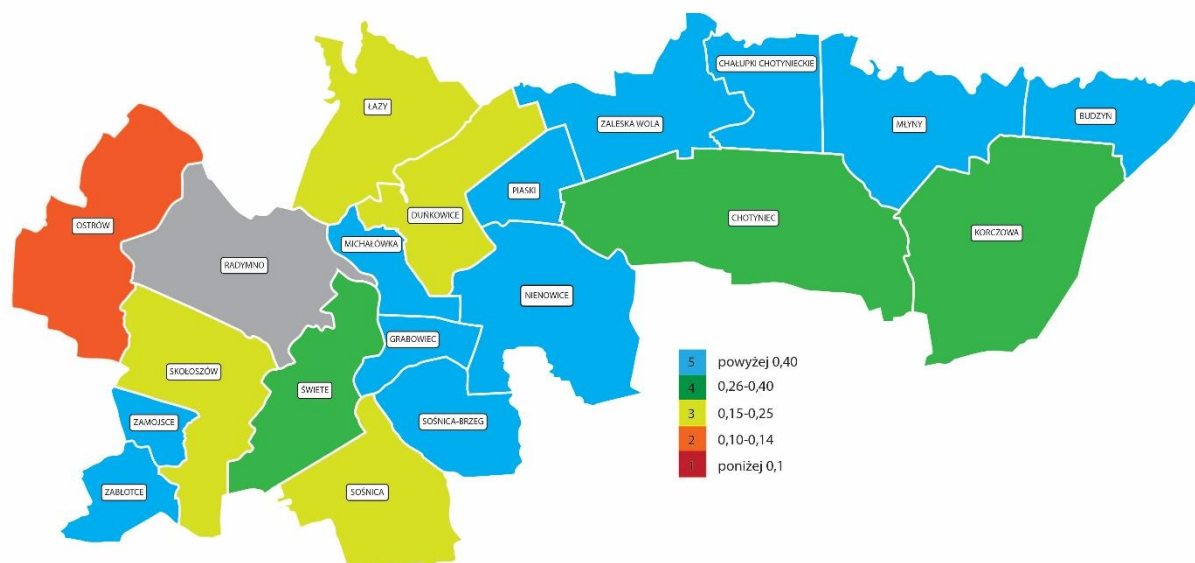 ŁAZY
CHAŁUPKI CHOTYNIECKIE
ZALESKA WOLA
MŁYNY
BUDZYŃ
PIASKI
OSTRÓW
DUŃKOWICE
CHOTYNIEC
KORCZOWA
MICHAŁÓWKA
RADYMNO
NIENOWICE
GRABOWIEC
SKOŁOSZÓW
ŚWIETE
ZAMOJSCE
SOŚNICA-BRZEG
ZABŁOTCE
SOŚNICA
5 powyżej 0,40
4 0,26-0,40
3 0,15-0,25
2 0,10-0,14
1 poniżej 0,1